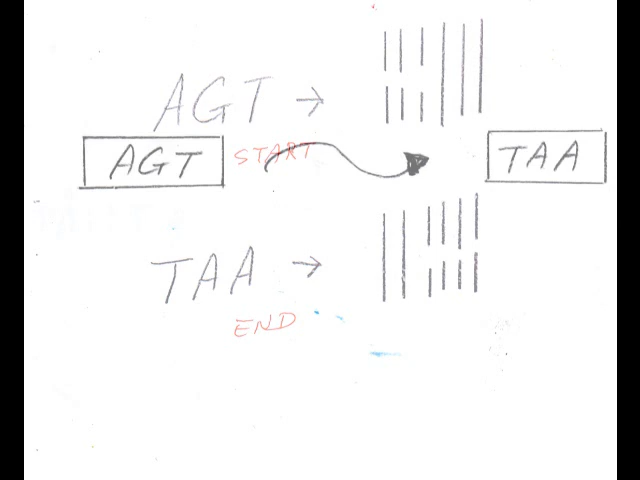 AGT →
AGT START TAA
TAA →
END